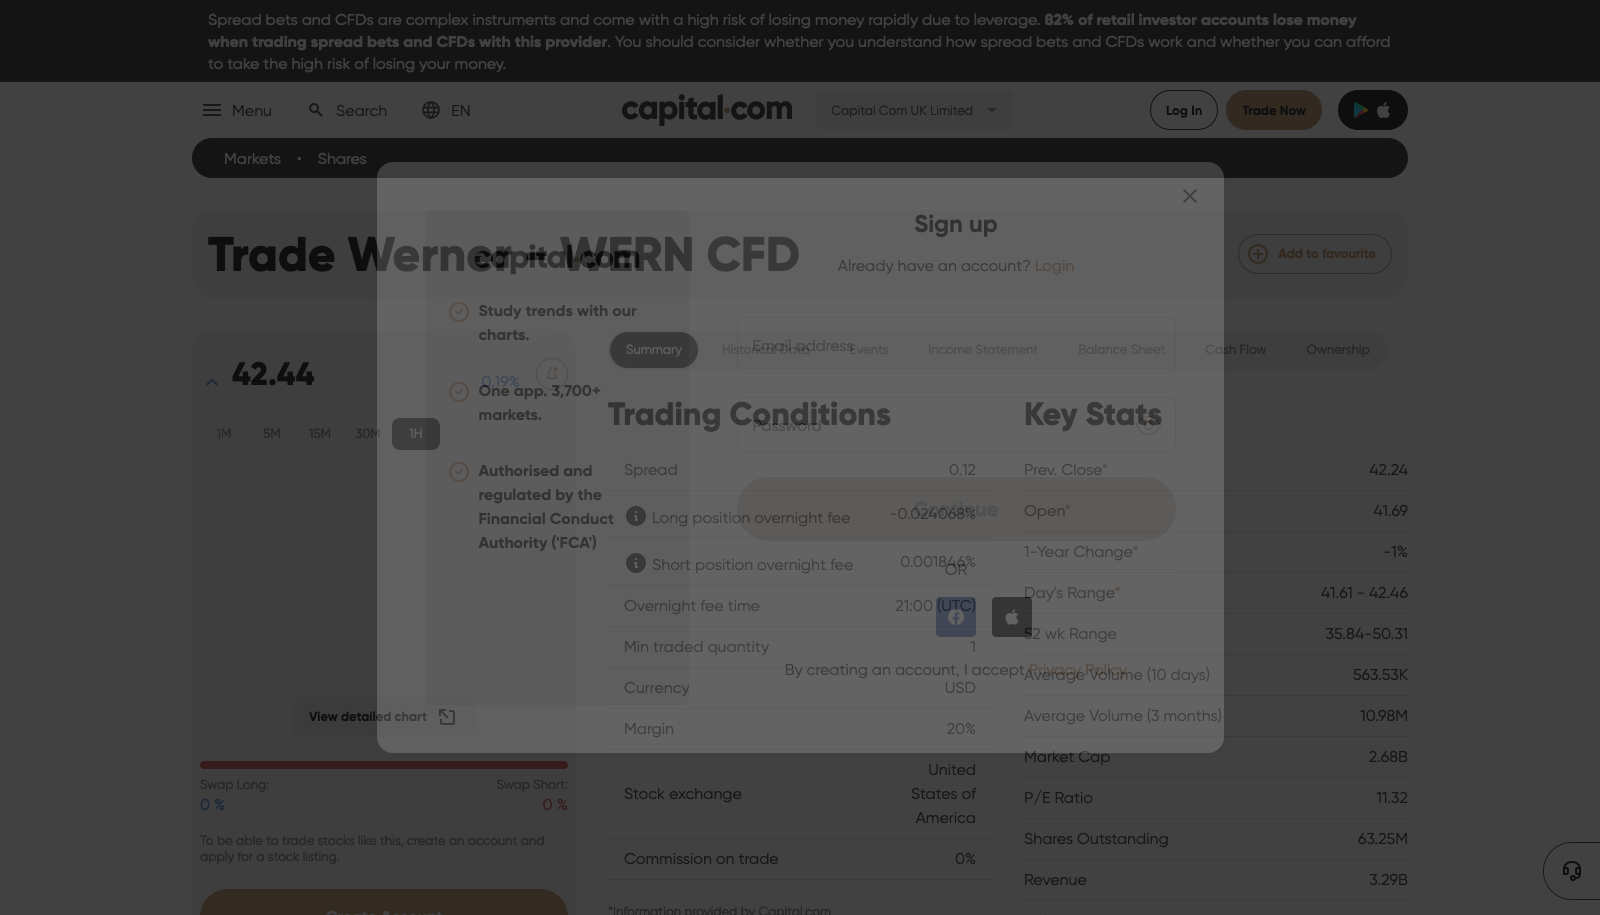 Spread bets and CFDs are complex instruments and come with a high risk of losing money rapidly due to leverage. 82% of retail investor accounts lose money
when trading spread bets and CFDs with this provider. You should consider whether you understand how spread bets and CFDs work and whether you can afford
to take the high risk of losing your money.
Menu Search EN capital.com Capital Com UK Limited Log In Trade Now
Markets • Shares
Trade Werner - WERN CFD
Add to favourite
capital.com
Study trends with our
charts.
One app. 3,700+
markets.
Authorised and
regulated by the
Financial Conduct
Authority ('FCA')
Sign up
Already have an account? Login
Email address
Password
Continue
OR
By creating an account, I accept Privacy Policy
42.44
0.19%
1M 5M 15M 30M 1H
View detailed chart
Swap Long: Swap Short:
0 % 0 %
To be able to trade stocks like this, create an account and
apply for a stock listing.
Create Account
Summary Historical Data Events Income Statement Balance Sheet Cash Flow Ownership
Trading Conditions
Spread 0.12
Long position overnight fee -0.024068%
Short position overnight fee 0.001846%
Overnight fee time 21:00 (UTC)
Min traded quantity 1
Currency USD
Margin 20%
Stock exchange United
States of
America
Commission on trade 0%
*Information provided by Capital.com
Key Stats
Prev. Close* 42.24
Open* 41.69
1-Year Change* -1%
Day's Range* 41.61 - 42.46
52 wk Range 35.84-50.31
Average Volume (10 days) 563.53K
Average Volume (3 months) 10.98M
Market Cap 2.68B
P/E Ratio 11.32
Shares Outstanding 63.25M
Revenue 3.29B